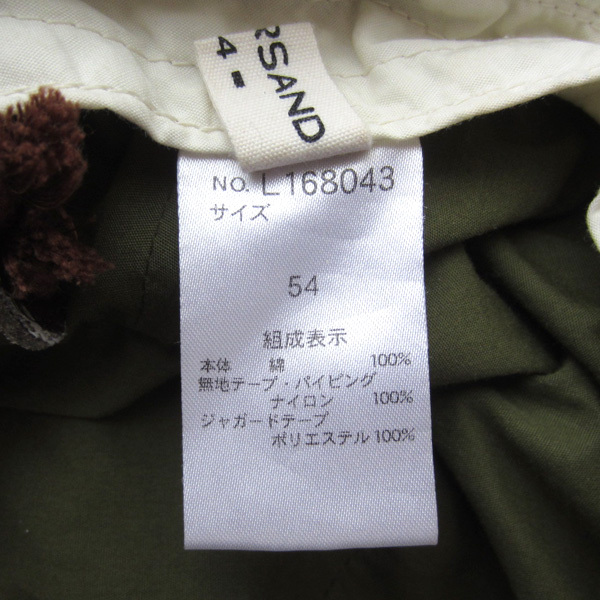 RSAND
4 -
NO. L168043
サイズ
54
組成表示
本体 綿 100%
無地テープ・パイピング
ナイロン 100%
ジャガードテープ
ポリエステル 100%